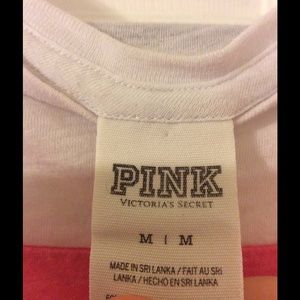 PINK
VICTORIA'S SECRET
M | M
MADE IN SRI LANKA / FAIT AU SRI
LANKA / HECHO EN SRI LANKA